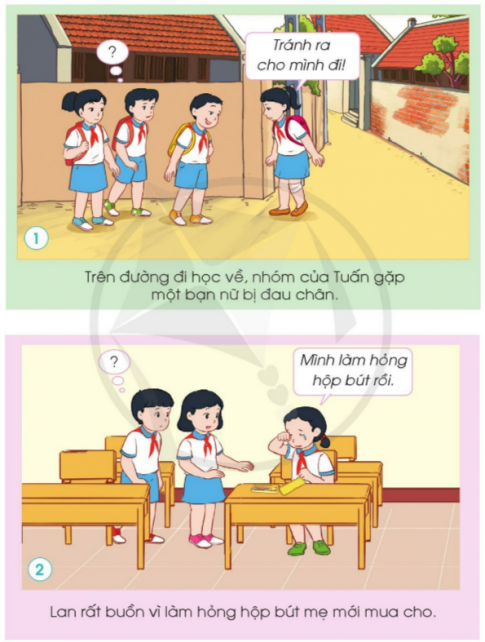 ?
Tránh ra
cho mình đi!
1
Trên đường đi học về, nhóm của Tuấn gặp
một bạn nữ bị đau chân.
?
Mình làm hỏng
hộp bút rồi.
2
Lan rất buồn vì làm hỏng hộp bút mẹ mới mua cho.